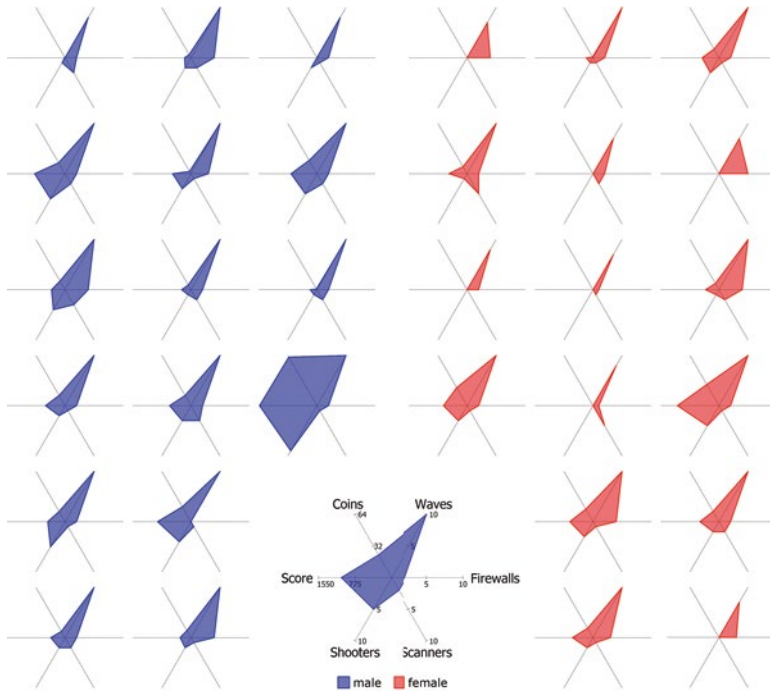 Coins Waves
64 10
32 5
Score 1550 775 5 10 Firewalls
5 5
10 10
Shooters Scanners
male female